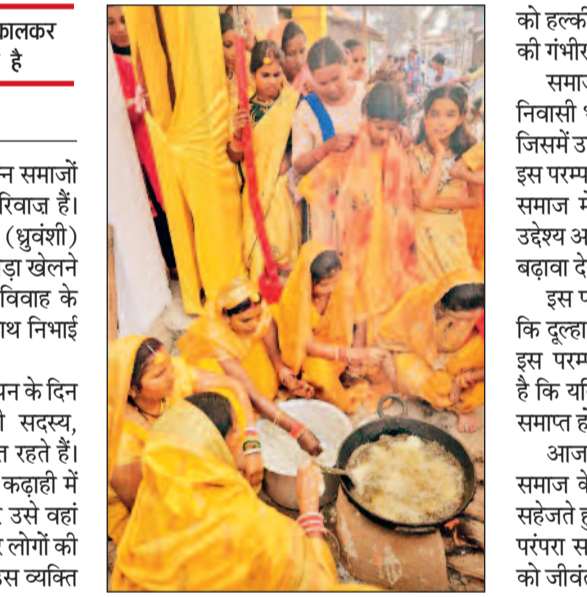 कालकर
है
समाजों
रिवाज हैं।
(ध्रुवंशी)
खेलने
विवाह के
निभाई
के दिन
सदस्य,
रहते हैं।
कढ़ाही में
उसे वहां
लोगों की
व्यक्ति
को हल्की
की गंभीर
समाज
निवासी
जिसमें
इस परम्प
समाज में
उद्देश्य
बढ़ावा दे
इस
कि दूल्हा
इस परम्प
है कि यदि
समाप्त
आज
समाज के
सहेजते
परंपरा
को जीव